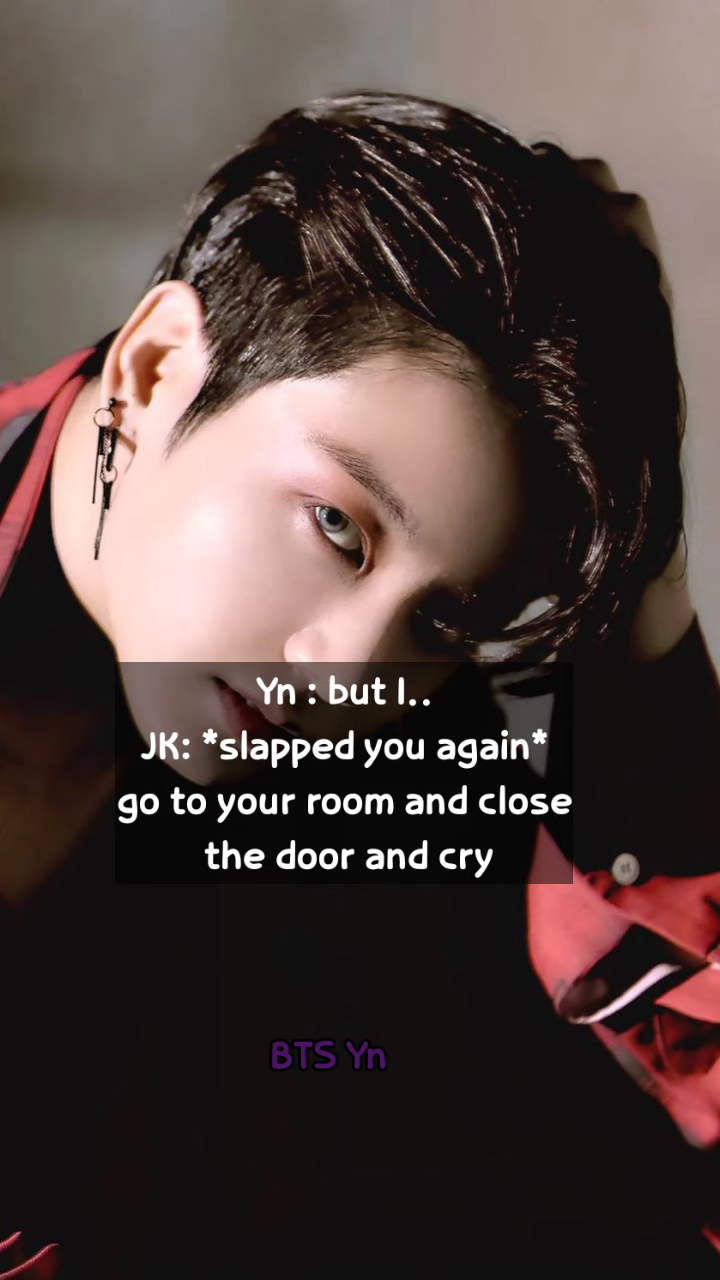 Yn : but I..
JK: *slapped you again*
go to your room and close
the door and cry
BTS Yn